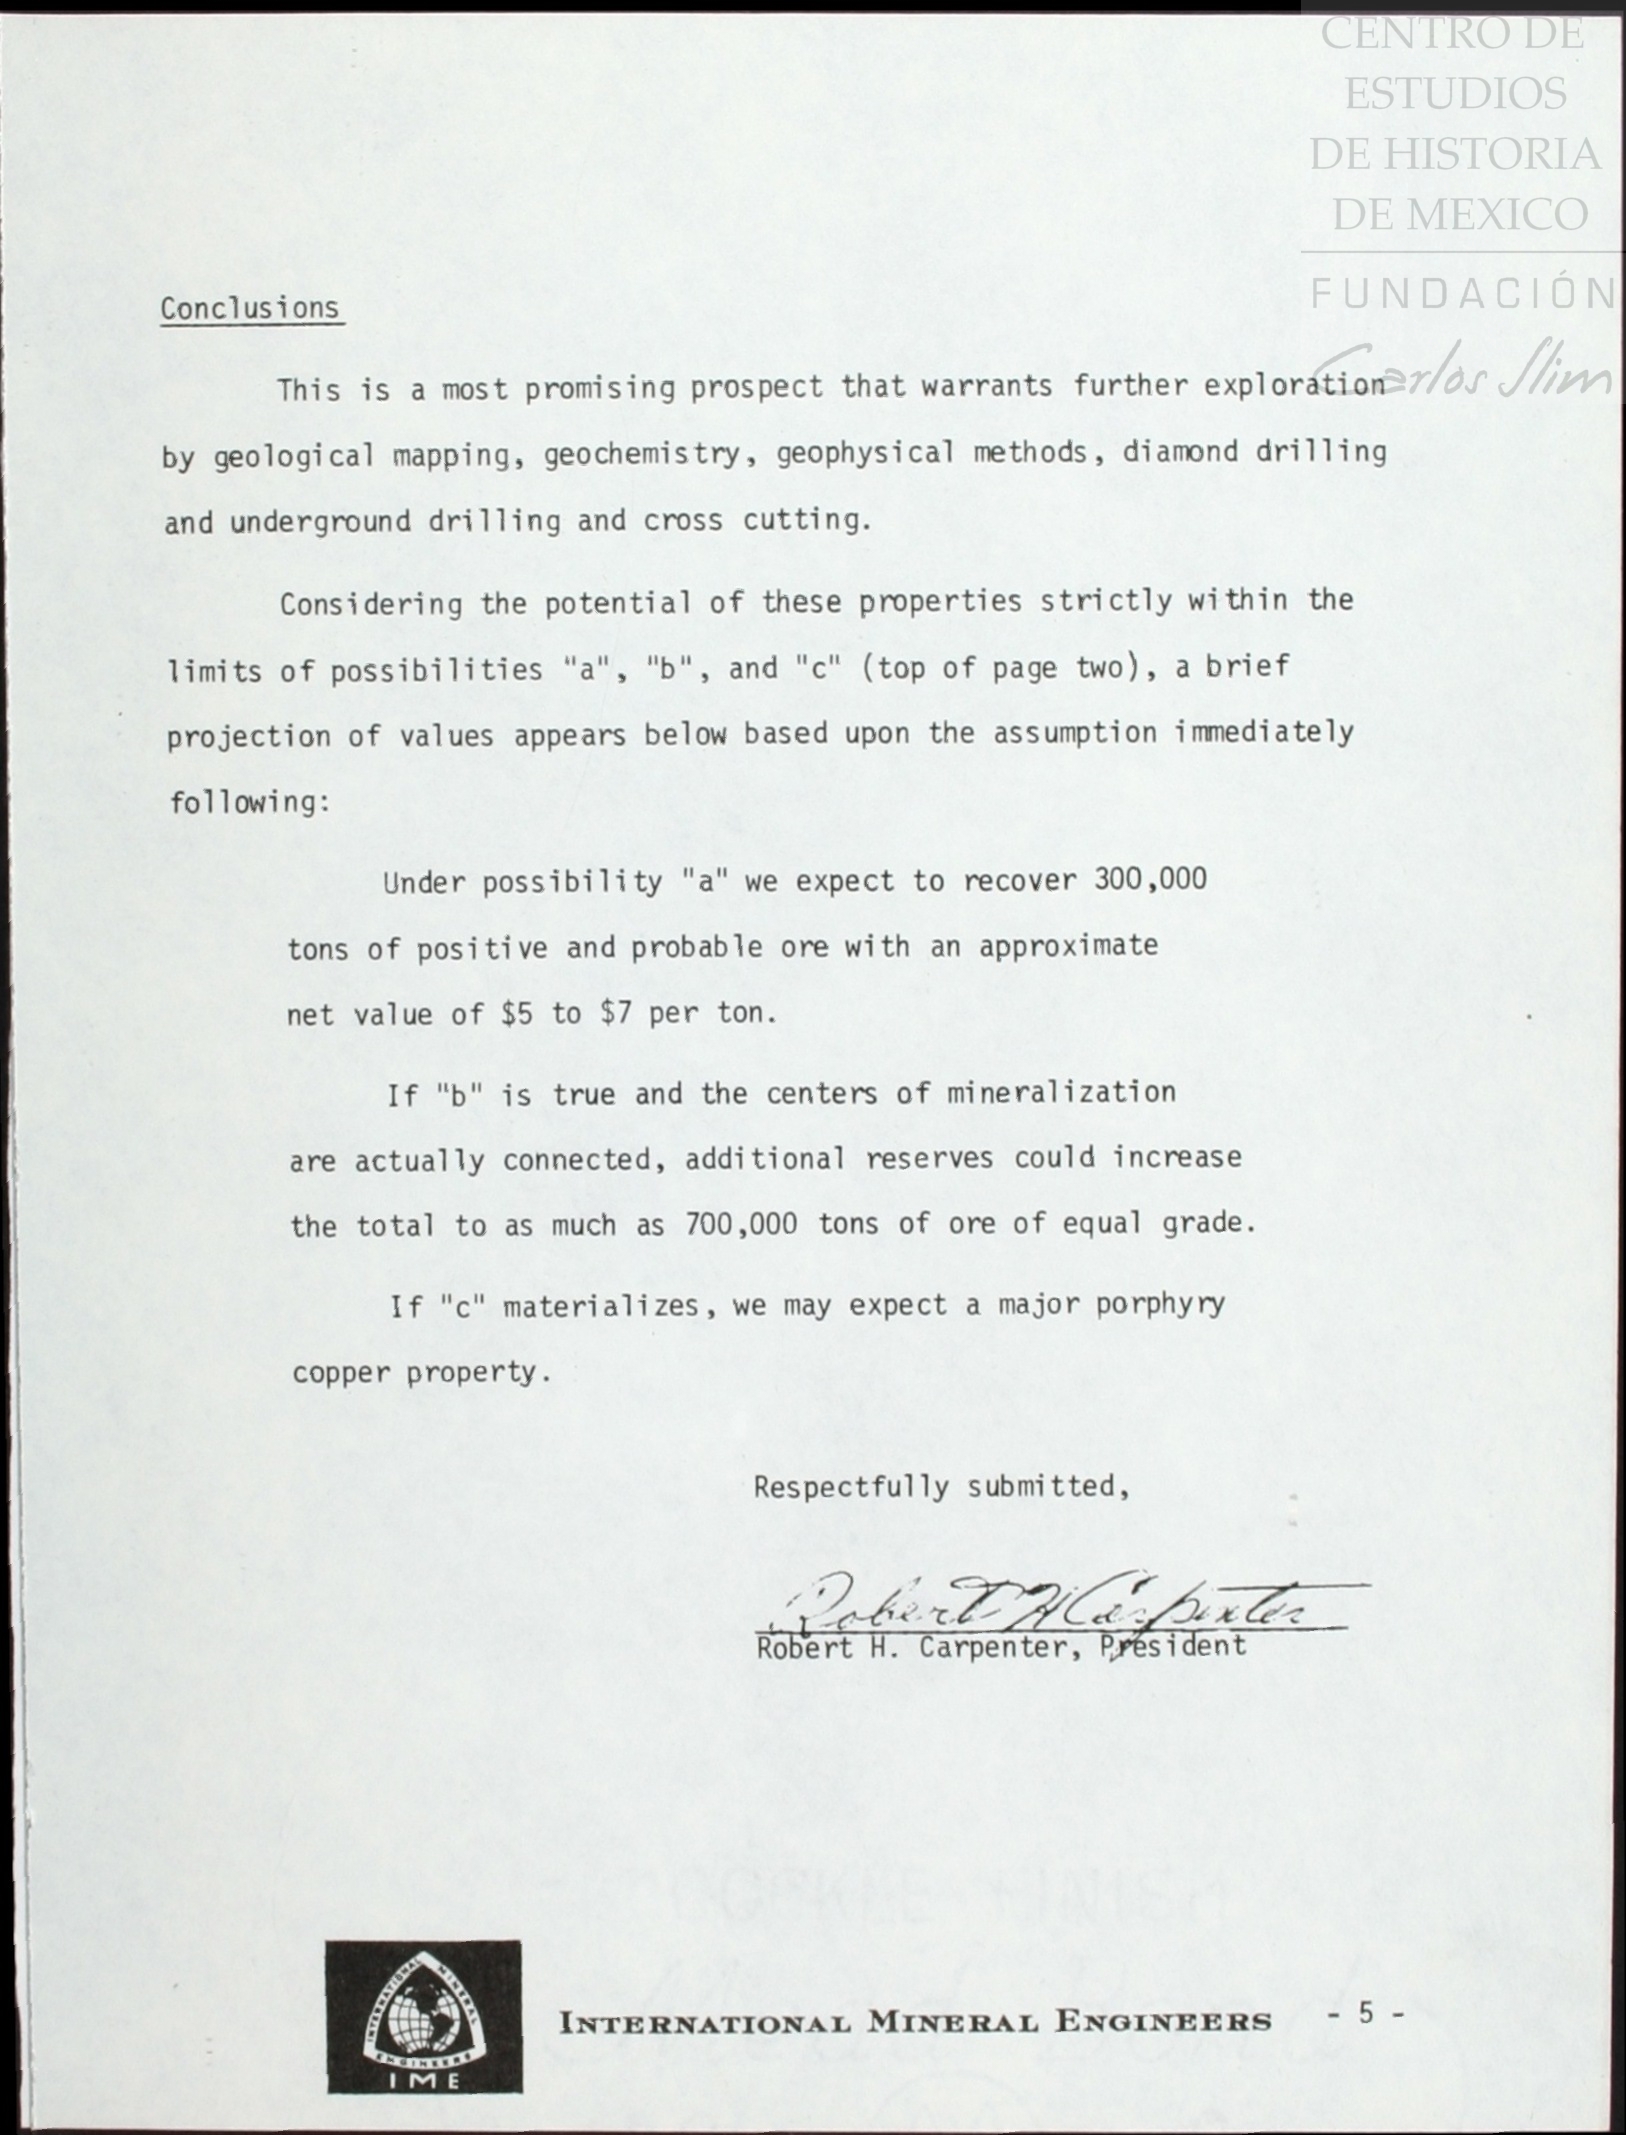 CENTRO DE
ESTUDIOS
DE HISTORIA
DE MEXICO
FUNDACIÓN
Carlos Slim
Conclusions
This is a most promising prospect that warrants further exploration
by geological mapping, geochemistry, geophysical methods, diamond drilling
and underground drilling and cross cutting.
Considering the potential of these properties strictly within the
limits of possibilities "a", "b", and "c" (top of page two), a brief
projection of values appears below based upon the assumption immediately
following:
Under possibility "a" we expect to recover 300,000
tons of positive and probable ore with an approximate
net value of $5 to $7 per ton.
If "b" is true and the centers of mineralization
are actually connected, additional reserves could increase
the total to as much as 700,000 tons of ore of equal grade.
If "c" materializes, we may expect a major porphyry
copper property.
Respectfully submitted,
Robert H Carpenter
Robert H. Carpenter, President
INTERNATIONAL MINERAL
ENGINEERS
IME
INTERNATIONAL MINERAL ENGINEERS - 5 -